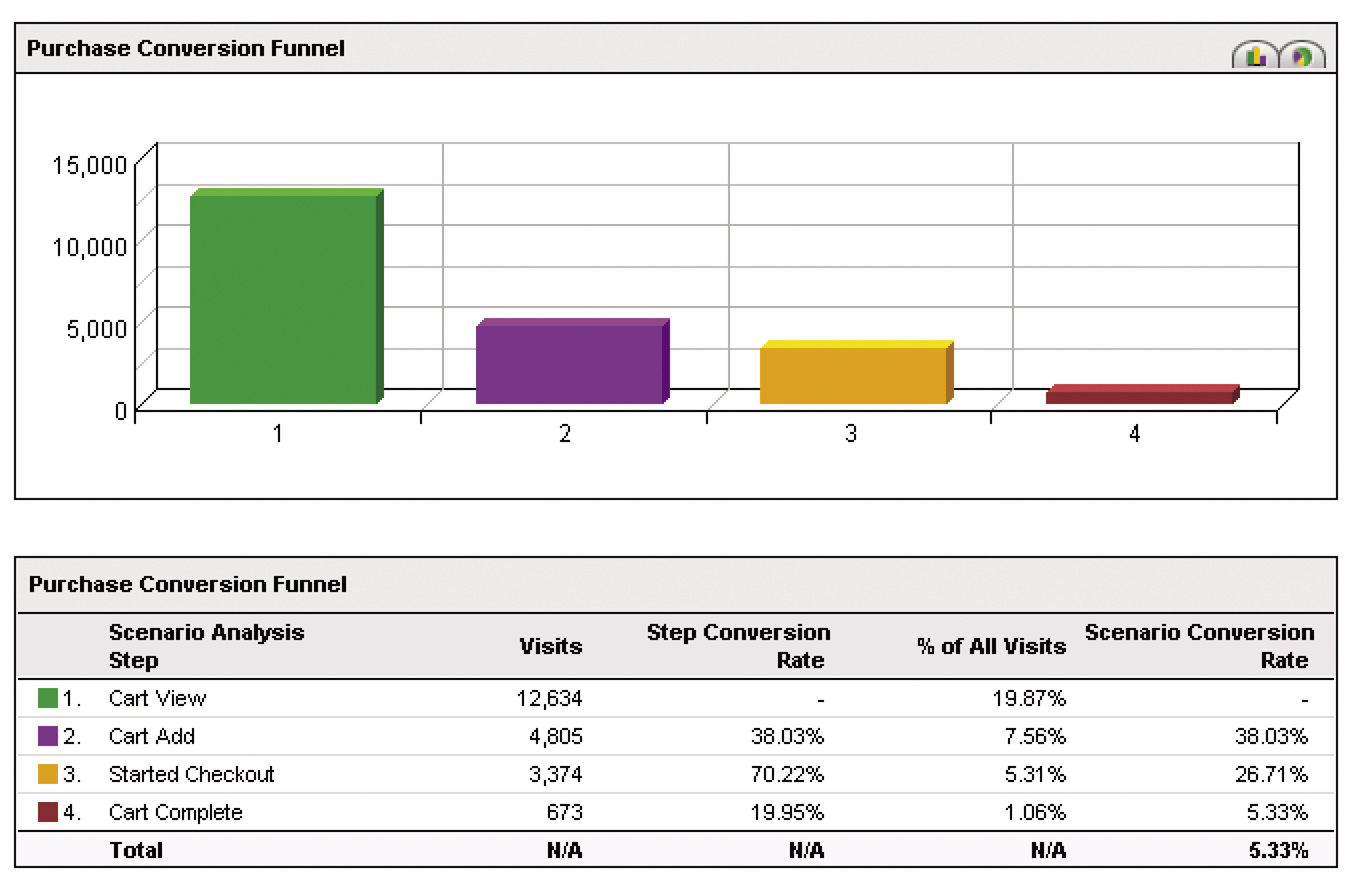 Purchase Conversion Funnel
15,000
10,000
5,000
0
1 2 3 4
Purchase Conversion Funnel
Scenario Analysis Step Visits Step Conversion Rate % of All Visits Scenario Conversion Rate
1. Cart View 12,634 - 19.87% -
2. Cart Add 4,805 38.03% 7.56% 38.03%
3. Started Checkout 3,374 70.22% 5.31% 26.71%
4. Cart Complete 673 19.95% 1.06% 5.33%
Total N/A N/A N/A 5.33%